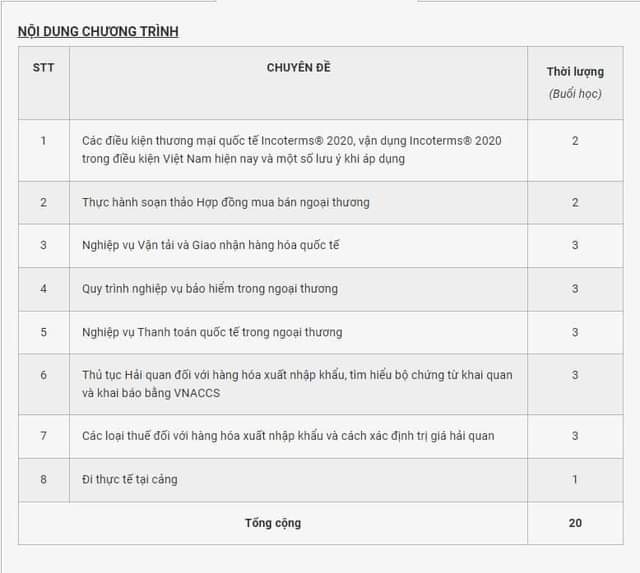 NỘI DUNG CHƯƠNG TRÌNH
STT
CHUYÊN ĐỀ
Thời lượng
(Buổi học)
1
Các điều kiện thương mại quốc tế Incoterms® 2020, vận dụng Incoterms® 2020
trong điều kiện Việt Nam hiện nay và một số lưu ý khi áp dụng
2
2
Thực hành soạn thảo Hợp đồng mua bán ngoại thương
2
3
Nghiệp vụ Vận tải và Giao nhận hàng hóa quốc tế
3
4
Quy trình nghiệp vụ bảo hiểm trong ngoại thương
3
5
Nghiệp vụ Thanh toán quốc tế trong ngoại thương
3
6
Thủ tục Hải quan đối với hàng hóa xuất nhập khẩu, tìm hiểu bộ chứng từ khai quan
và khai báo bằng VNACCS
3
7
Các loại thuế đối với hàng hóa xuất nhập khẩu và cách xác định trị giá hải quan
3
8
Đi thực tế tại cảng
1
Tổng cộng
20